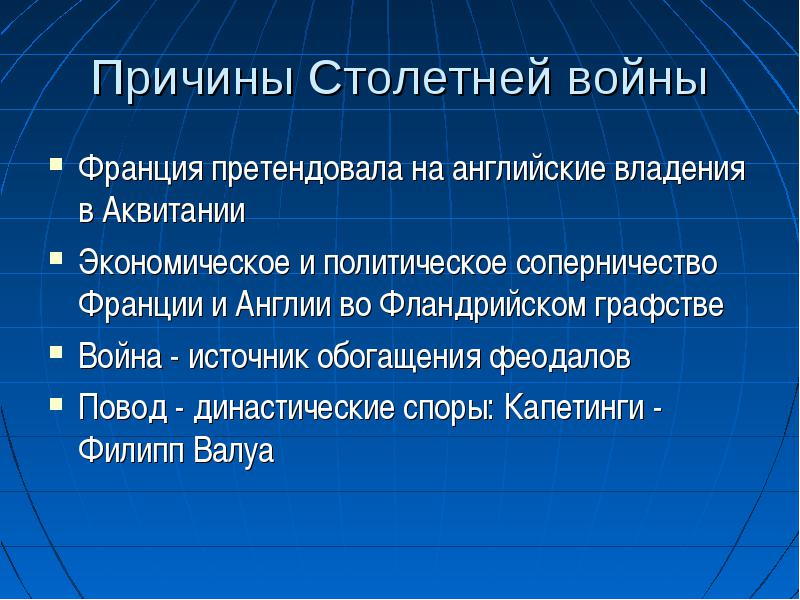 Причины Столетней войны
Франция претендовала на английские владения
в Аквитании
Экономическое и политическое соперничество
Франции и Англии во Фландрийском графстве
Война - источник обогащения феодалов
Повод - династические споры: Капетинги -
Филипп Валуа